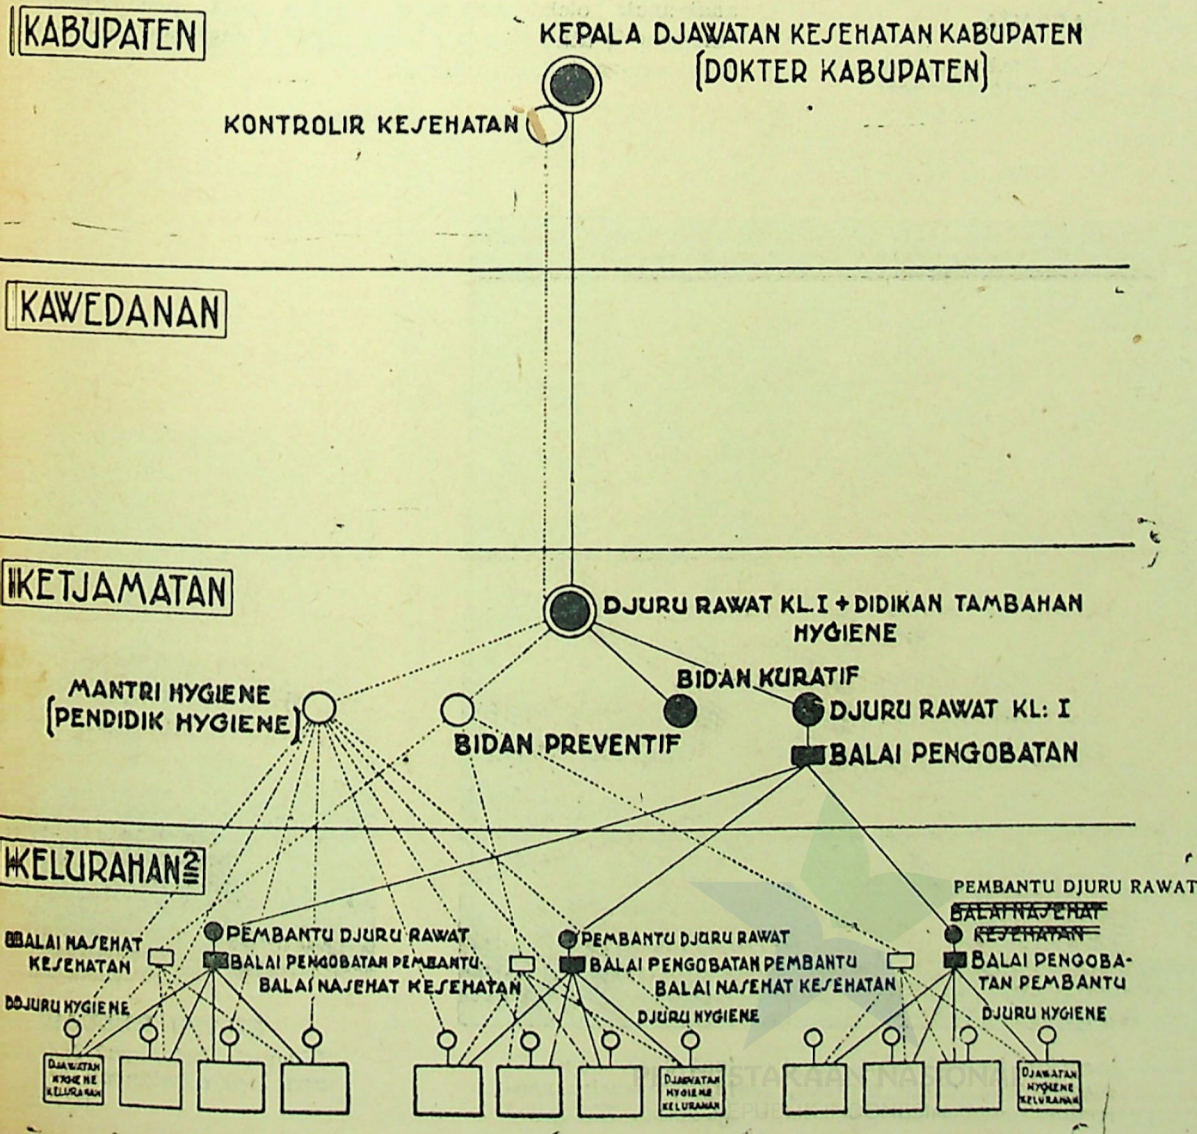 KABUPATEN
KEPALA DJAWATAN KESEHATAN KABUPATEN
(DOKTER KABUPATEN)
KONTROLIR KESEHATAN
KAWEDANAN
KETJAMATAN
DJURU RAWAT KL.I + DIDIKAN TAMBAHAN
HYGIENE
MANTRI HYGIENE
(PENDIDIK HYGIENE)
BIDAN KURATIF
DJURU RAWAT KL: I
BIDAN PREVENTIF
BALAI PENGOBATAN
KELURAHAN2
PEMBANTU DJURU RAWAT
BALAI NASEHAT
KESEHATAN
BALAI NASEHAT
KESEHATAN
PEMBANTU DJURU RAWAT
BALAI PENGOBATAN PEMBANTU
BALAI NASEHAT KESEHATAN
PEMBANTU DJURU RAWAT
BALAI PENGOBATAN PEMBANTU
BALAI NASEHAT KESEHATAN
BALAI PENGOBA-
TAN PEMBANTU
DJURU HYGIENE
DJURU HYGIENE
DJURU HYGIENE
DJAWATAN
HYGIENE
KELURAHAN
DJAWATAN
HYGIENE
KELURAHAN
DJAWATAN
HYGIENE
KELURAHAN
PERPUSTAKAAN NASIONAL